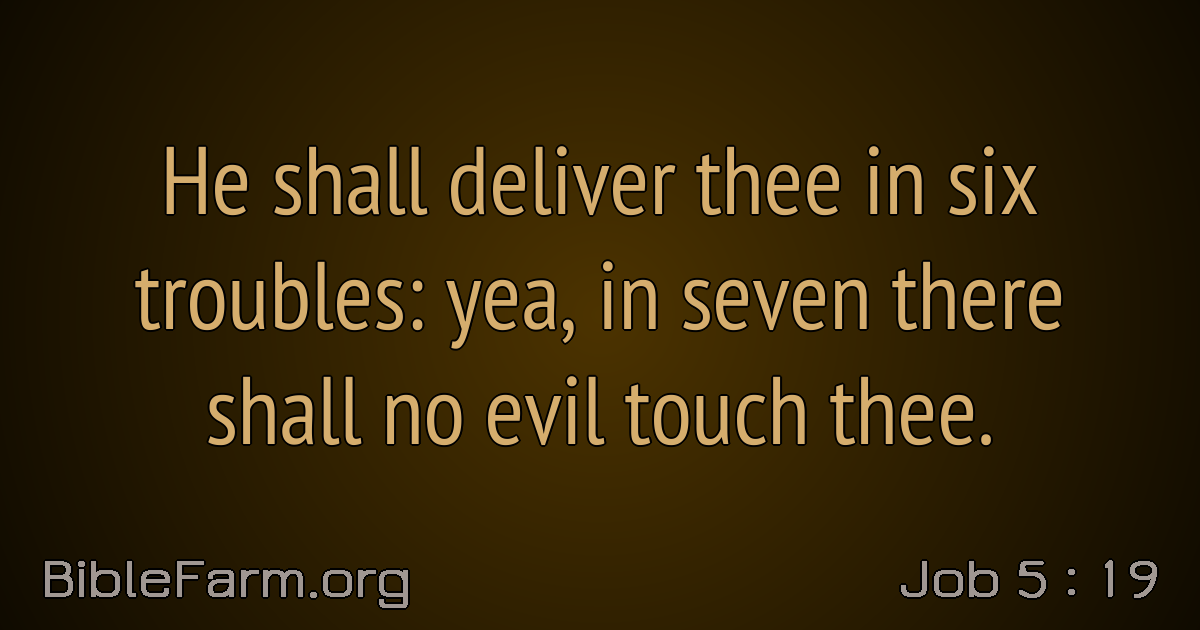 He shall deliver thee in six
troubles: yea, in seven there
shall no evil touch thee.
BibleFarm.org
Job 5 : 19